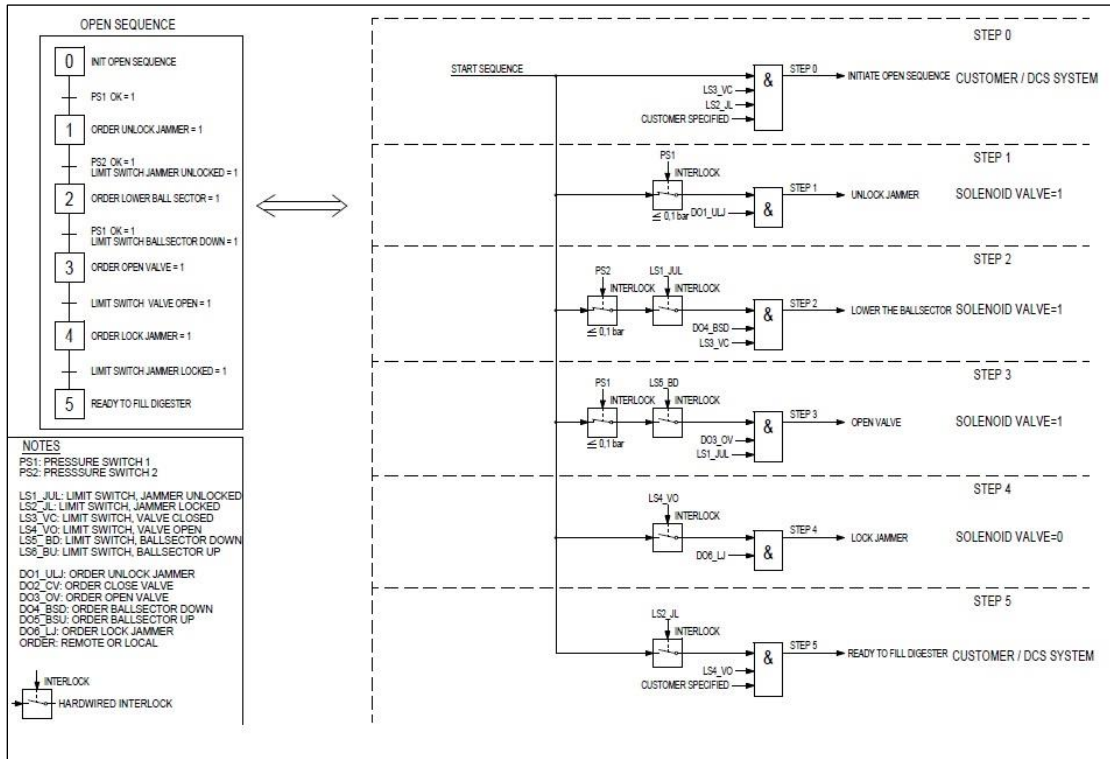 OPEN SEQUENCE
0 INIT OPEN SEQUENCE
PS1 OK = 1
1 ORDER UNLOCK JAMMER = 1
PS2 OK = 1
LIMIT SWITCH JAMMER UNLOCKED = 1
2 ORDER LOWER BALL SECTOR = 1
PS1 OK = 1
LIMIT SWITCH BALLSECTOR DOWN = 1
3 ORDER OPEN VALVE = 1
LIMIT SWITCH VALVE OPEN = 1
4 ORDER LOCK JAMMER = 1
LIMIT SWITCH JAMMER LOCKED = 1
5 READY TO FILL DIGESTER
NOTES
PS1: PRESSURE SWITCH 1
PS2: PRESSSURE SWITCH 2
LS1_JUL: LIMIT SWITCH, JAMMER UNLOCKED
LS2_JL: LIMIT SWITCH, JAMMER LOCKED
LS3_VC: LIMIT SWITCH, VALVE CLOSED
LS4_VO: LIMIT SWITCH, VALVE OPEN
LS5_BD: LIMIT SWITCH, BALLSECTOR DOWN
LS6_BU: LIMIT SWITCH, BALLSECTOR UP
DO1_ULJ: ORDER UNLOCK JAMMER
DO2_CV: ORDER CLOSE VALVE
DO3_OV: ORDER OPEN VALVE
DO4_BSD: ORDER BALLSECTOR DOWN
DO5_BSU: ORDER BALLSECTOR UP
DO6_LJ: ORDER LOCK JAMMER
ORDER: REMOTE OR LOCAL
INTERLOCK
HARDWIRED INTERLOCK
STEP 0
START SEQUENCE
LS3_VC
LS2_JL
CUSTOMER SPECIFIED
&
STEP 0
INITIATE OPEN SEQUENCE CUSTOMER / DCS SYSTEM
STEP 1
PS1
INTERLOCK
≤ 0,1 bar
DO1_ULJ
&
STEP 1
UNLOCK JAMMER SOLENOID VALVE=1
STEP 2
PS2 LS1_JUL
INTERLOCK INTERLOCK
≤ 0,1 bar
DO4_BSD
LS3_VC
&
STEP 2
LOWER THE BALLSECTOR SOLENOID VALVE=1
STEP 3
PS1 LS5_BD
INTERLOCK INTERLOCK
≤ 0,1 bar
DO3_OV
LS1_JUL
&
STEP 3
OPEN VALVE SOLENOID VALVE=1
STEP 4
LS4_VO
INTERLOCK
DO6_LJ
&
STEP 4
LOCK JAMMER SOLENOID VALVE=0
STEP 5
LS2_JL
INTERLOCK
LS4_VO
CUSTOMER SPECIFIED
&
STEP 5
READY TO FILL DIGESTER CUSTOMER / DCS SYSTEM